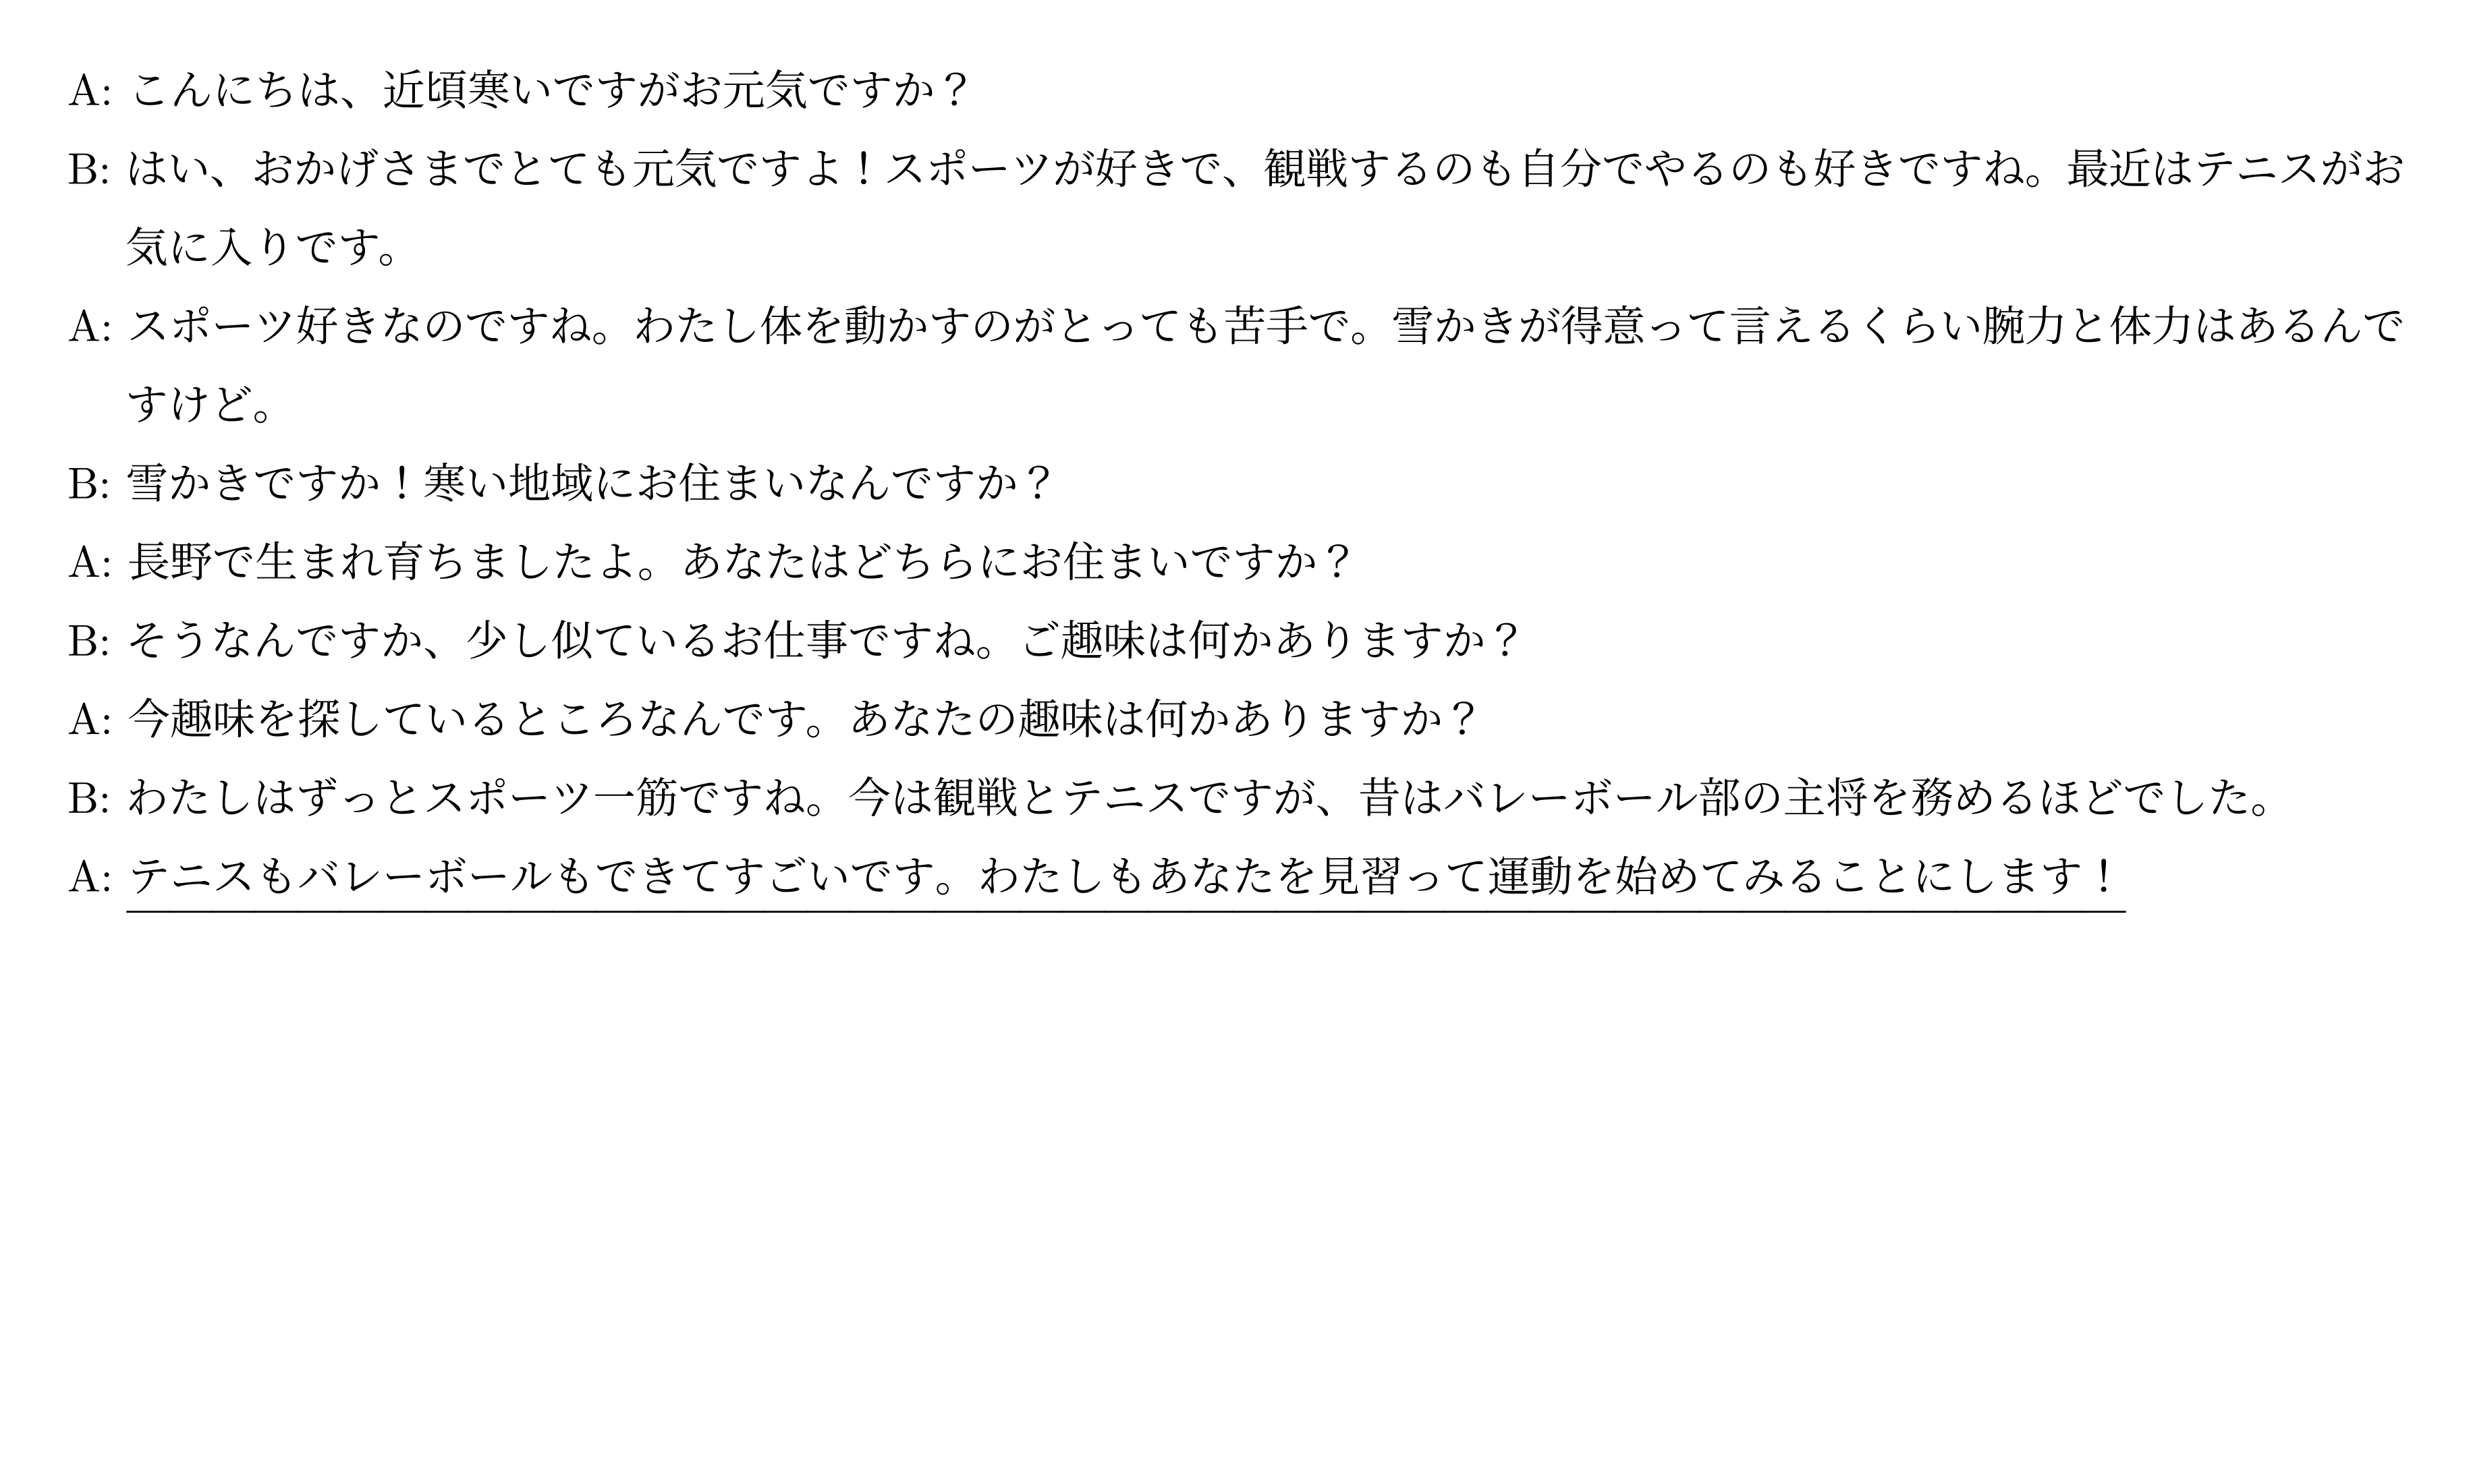 A: こんにちは、近頃寒いですがお元気ですか？
B: はい、おかげさまでとても元気ですよ！スポーツが好きで、観戦するのも自分でやるのも好きですね。最近はテニスがお
気に入りです。
A: スポーツ好きなのですね。わたし体を動かすのがとっても苦手で。雪かきが得意って言えるくらい腕力と体力はあるんで
すけど。
B: 雪かきですか！寒い地域にお住まいなんですか？
A: 長野で生まれ育ちましたよ。あなたはどちらにお住まいですか？
B: そうなんですか、少し似ているお仕事ですね。ご趣味は何かありますか？
A: 今趣味を探しているところなんです。あなたの趣味は何かありますか？
B: わたしはずっとスポーツ一筋ですね。今は観戦とテニスですが、昔はバレーボール部の主将を務めるほどでした。
A: テニスもバレーボールもできてすごいです。わたしもあなたを見習って運動を始めてみることにします！